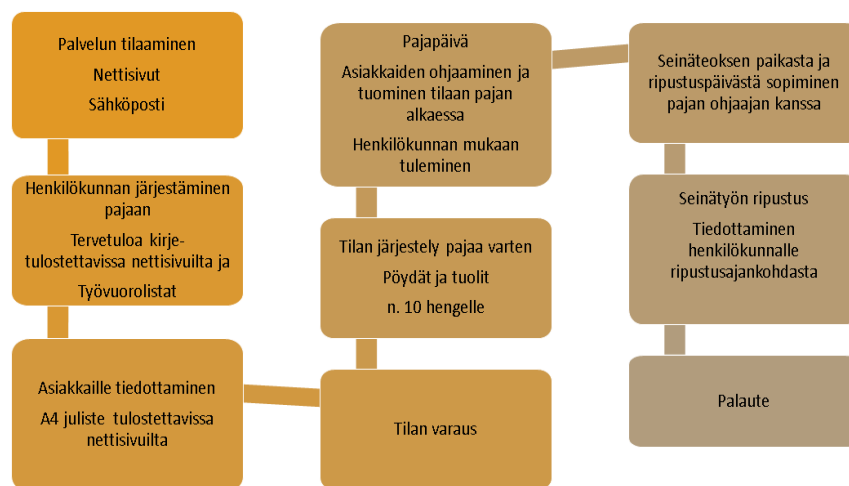 Palvelun tilaaminen
Nettisivut
Sähköposti
Henkilökunnan järjestäminen
pajaan
Tervetuloa kirje-
tulostettavissa nettisivuilta ja
Työvuorolistat
Asiakkaille tiedottaminen
A4 juliste tulostettavissa
nettisivuilta
Tilan varaus
Tilan järjestely pajaa varten
Pöydät ja tuolit
n. 10 hengelle
Pajapäivä
Asiakkaiden ohjaaminen ja
tuominen tilaan pajan
alkaessa
Henkilökunnan mukaan
tuleminen
Seinäteoksen paikasta ja
ripustuspäivästä sopiminen
pajan ohjaajan kanssa
Seinätyön ripustus
Tiedottaminen
henkilökunnalle
ripustusajankohdasta
Palaute